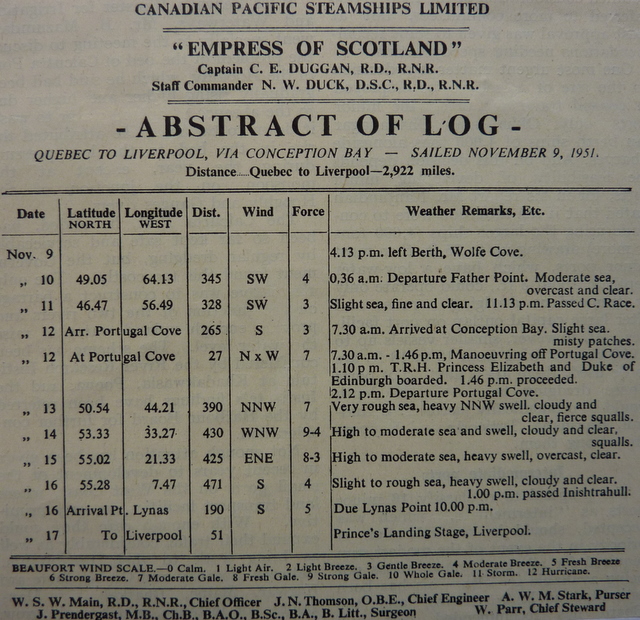 CANADIAN PACIFIC STEAMSHIPS LIMITED
"EMPRESS OF SCOTLAND"
Captain C. E. DUGGAN, R.D., R.N.R.
Staff Commander N. W. DUCK, D.S.C., R,D., R.N.R.
- ABSTRACT OF LOG -
QUEBEC TO LIVERPOOL, VIA CONCEPTION BAY — SAILED NOVEMBER 9, 1951.
Distance.....Quebec to Liverpool—2,922 miles.
Date Latitude NORTH Longitude WEST Dist. Wind Force Weather Remarks, Etc.
Nov. 9 4.13 p.m. left Berth, Wolfe Cove.
„ 10 49.05 64.13 345 SW 4 0,36 a.m. Departure Father Point. Moderate sea,
overcast and clear.
„ 11 46.47 56.49 328 SW 3 Slight sea, fine and clear. 11.13 p.m. Passed C. Race.
„ 12 Arr. Portugal Cove 265 S 3 7.30 a.m. Arrived at Conception Bay. Slight sea.
misty patches.
„ 12 At Portugal Cove 27 N x W 7 7.30 a.m. - 1.46 p.m, Manoeuvring off Portugal Cove.
1.10 p.m. T.R.H. Princess Elizabeth and Duke of
Edinburgh boarded. 1.46 p.m. proceeded.
2.12 p.m. Departure Portugal Cove.
„ 13 50.54 44.21 390 NNW 7 Very rough sea, heavy NNW swell. cloudy and
clear, fierce squalls.
„ 14 53.33 33.27 430 WNW 9-4 High to moderate sea and swell, cloudy and clear,
squalls.
„ 15 55.02 21.33 425 ENE 8-3 High to moderate sea, heavy swell, overcast, clear.
„ 16 55.28 7.47 471 S 4 Slight to rough sea, heavy swell, cloudy and clear.
1.00 p.m. passed Inishtrahull.
„ 16 Arrival Pt. Lynas 190 S 5 Due Lynas Point 10.00 p.m.
„ 17 To Liverpool 51 Prince's Landing Stage, Liverpool.
BEAUFORT WIND SCALE.—0 Calm. 1 Light Air. 2 Light Breeze. 3 Gentle Breeze. 4 Moderate Breeze. 5 Fresh Breeze
6 Strong Breeze. 7 Moderate Gale. 8 Fresh Gale. 9 Strong Gale. 10 Whole Gale. 11 Storm. 12 Hurricane.
W. S. W. Main, R.D., R.N.R., Chief Officer J. N. Thomson, O.B.E., Chief Engineer A. W. M. Stark, Purser
J. Prendergast, M.B., Ch.B., B.A.O., B.Sc., B.A., B. Litt., Surgeon W. Parr, Chief Steward